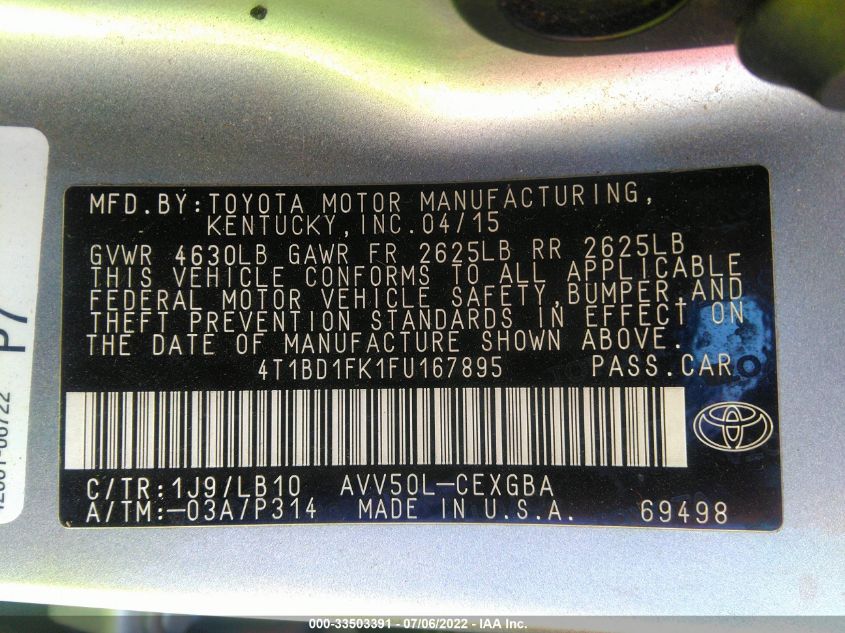 MFD.BY:TOYOTA MOTOR MANUFACTURING,
KENTUCKY,INC.04/15
GVWR 4630LB GAWR FR 2625LB RR 2625LB
THIS VEHICLE CONFORMS TO ALL APPLICABLE
FEDERAL MOTOR VEHICLE SAFETY,BUMPER,AND
THEFT PREVENTION STANDARDS IN EFFECT ON
THE DATE OF MANUFACTURE SHOWN ABOVE.
4T1BD1FK1FU167895 PASS.CAR
C/TR:1J9/LB10 AVV50L-CEXGBA
A/TM:-03A/P314 MADE IN U.S.A. 69498
P7
000-33503391 - 07/06/2022 - IAA Inc.